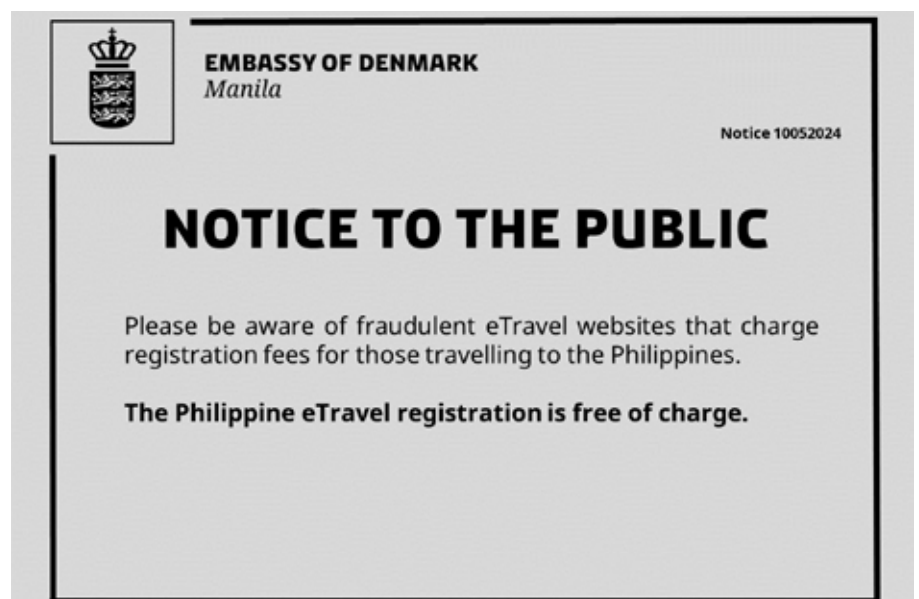 EMBASSY OF DENMARK
Manila
Notice 10052024
NOTICE TO THE PUBLIC
Please be aware of fraudulent eTravel websites that charge
registration fees for those travelling to the Philippines.
The Philippine eTravel registration is free of charge.